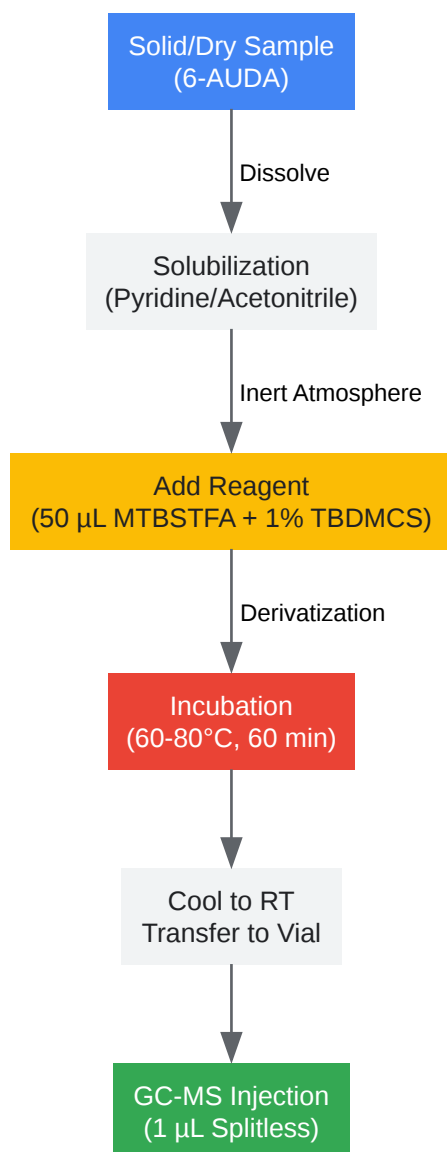 Solid/Dry Sample
(6-AUDA)
Dissolve
Solubilization
(Pyridine/Acetonitrile)
Inert Atmosphere
Add Reagent
(50 µL MTBSTFA + 1% TBDMCS)
Derivatization
Incubation
(60-80°C, 60 min)
Cool to RT
Transfer to Vial
GC-MS Injection
(1 µL Splitless)